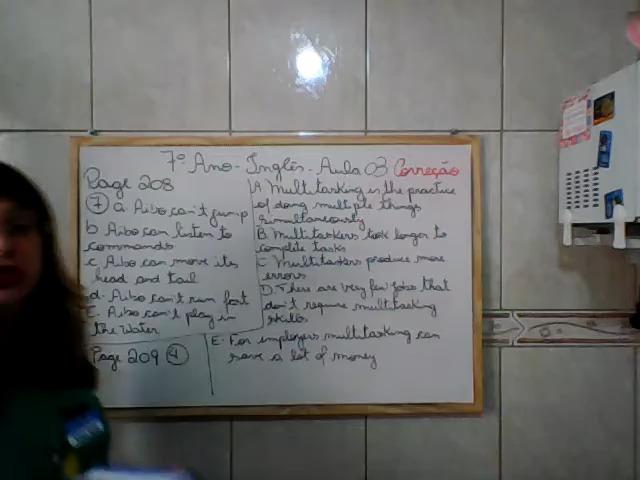 7º Ano - Inglês - Aula 03 Correção
Page 208
7 a Aibo can't jump
b Aibo can listen to
commands
c. Aibo can move its
head and tail
d. Aibo can't run fast
E. Aibo can't play in
the water
Page 209 4
A Multitasking is the practice
of doing multiple things
simultaneously
B. Multitaskers took longer to
complete tasks
C Multitaskers produce more
errors
D. There are very few jobs that
don't require multitasking
skills
E. For employers multitasking can
save a lot of money